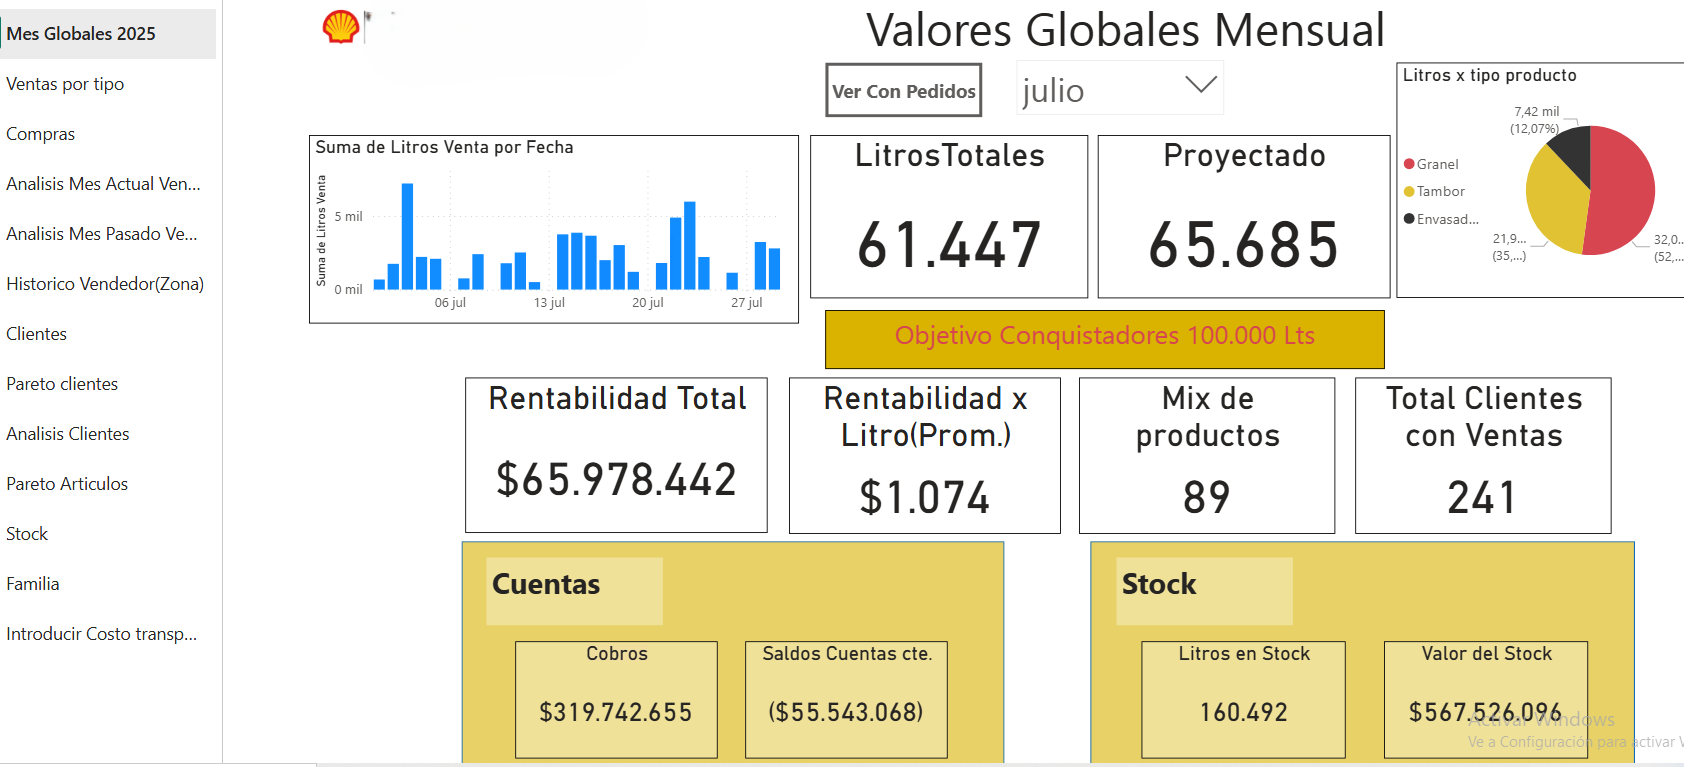 Mes Globales 2025
Ventas por tipo
Compras
Analisis Mes Actual Ven...
Analisis Mes Pasado Ve...
Historico Vendedor(Zona)
Clientes
Pareto clientes
Analisis Clientes
Pareto Articulos
Stock
Familia
Introducir Costo transp...
Valores Globales Mensual
Ver Con Pedidos
julio
Suma de Litros Venta por Fecha
Suma de Litros Venta
5 mil
0 mil
06 jul
13 jul
20 jul
27 jul
LitrosTotales
61.447
Proyectado
65.685
Litros x tipo producto
Granel
Tambor
Envasad...
7,42 mil
(12,07%)
21,9...
(35,...)
32,0...
(52,...
Objetivo Conquistadores 100.000 Lts
Rentabilidad Total
$65.978.442
Rentabilidad x
Litro(Prom.)
$1.074
Mix de
productos
89
Total Clientes
con Ventas
241
Cuentas
Cobros
$319.742.655
Saldos Cuentas cte.
($55.543.068)
Stock
Litros en Stock
160.492
Valor del Stock
$567.526.096
Activar Windows
Ve a Configuración para activar W